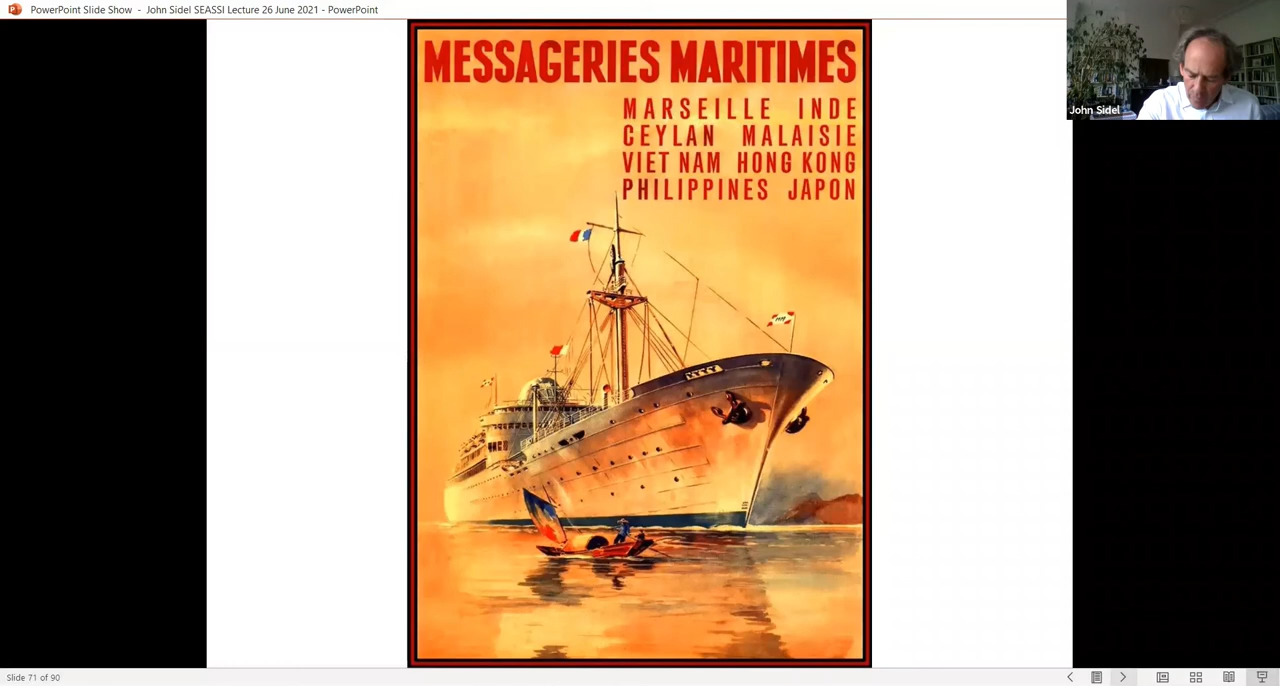 PowerPoint Slide Show - John Sidel SEASSI Lecture 26 June 2021 - PowerPoint
John Sidel
MESSAGERIES MARITIMES
MARSEILLE INDE
CEYLAN MALAISIE
VIET NAM HONG KONG
PHILIPPINES JAPON
Slide 71 of 90